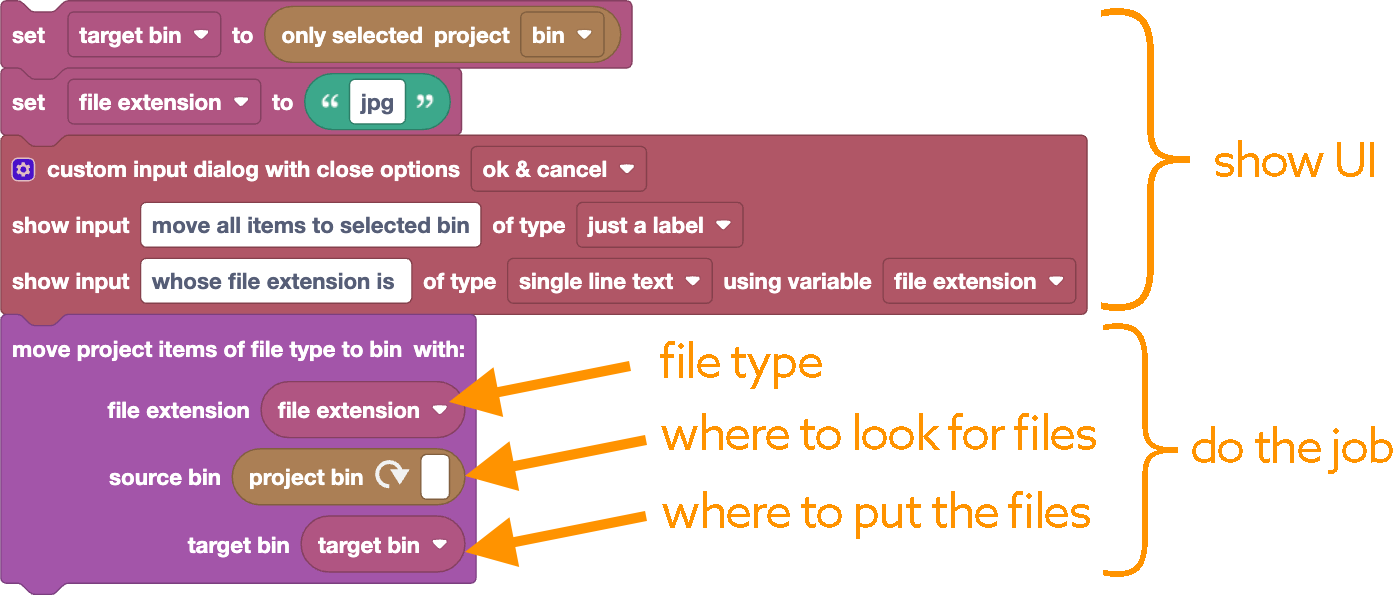 set target bin to only selected project bin
set file extension to “ jpg ”
custom input dialog with close options ok & cancel
show UI
show input move all items to selected bin of type just a label
show input whose file extension is of type single line text using variable file extension
move project items of file type to bin with:
file type
file extension file extension
where to look for files
do the job
source bin project bin
where to put the files
target bin target bin